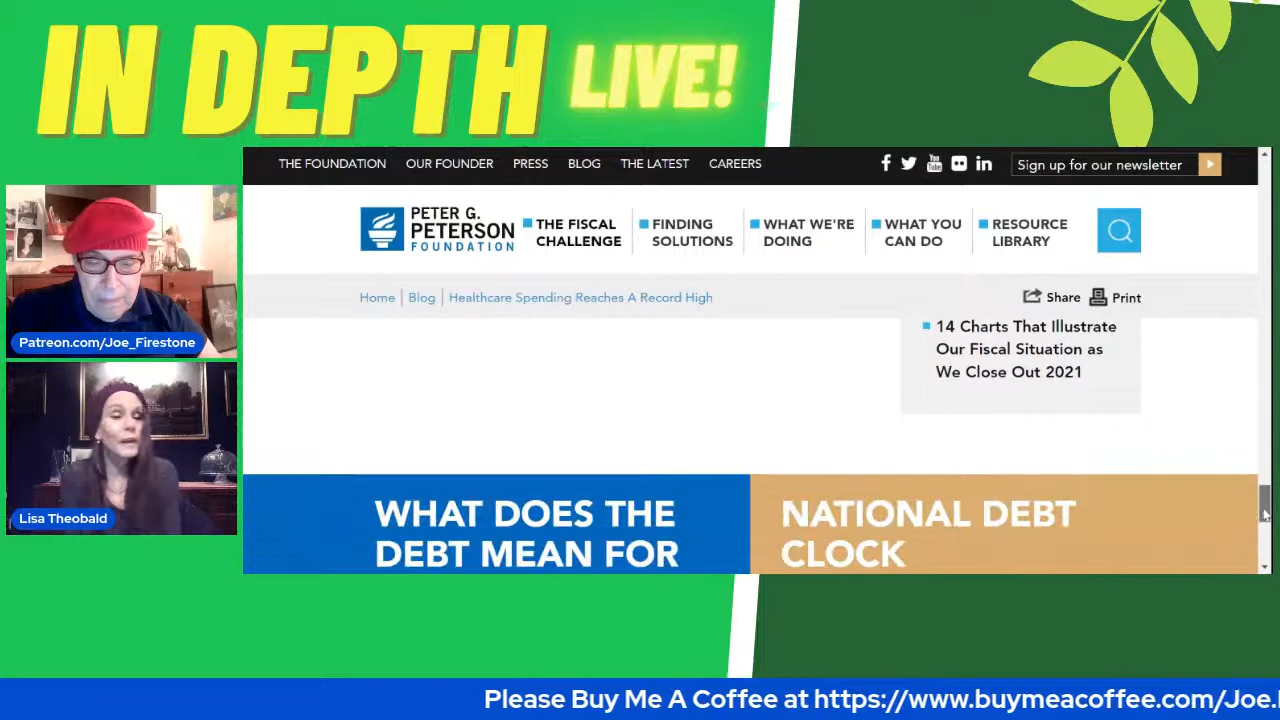 IN DEPTH LIVE!
THE FOUNDATION OUR FOUNDER PRESS BLOG THE LATEST CAREERS
Sign up for our newsletter
PETER G.
PETERSON
FOUNDATION
THE FISCAL
CHALLENGE
FINDING
SOLUTIONS
WHAT WE'RE
DOING
WHAT YOU
CAN DO
RESOURCE
LIBRARY
Home Blog Healthcare Spending Reaches A Record High
Share Print
14 Charts That Illustrate
Our Fiscal Situation as
We Close Out 2021
Patreon.com/Joe_Firestone
Lisa Theobald
WHAT DOES THE
DEBT MEAN FOR
NATIONAL DEBT
CLOCK
Please Buy Me A Coffee at https://www.buymeacoffee.com/Joe.